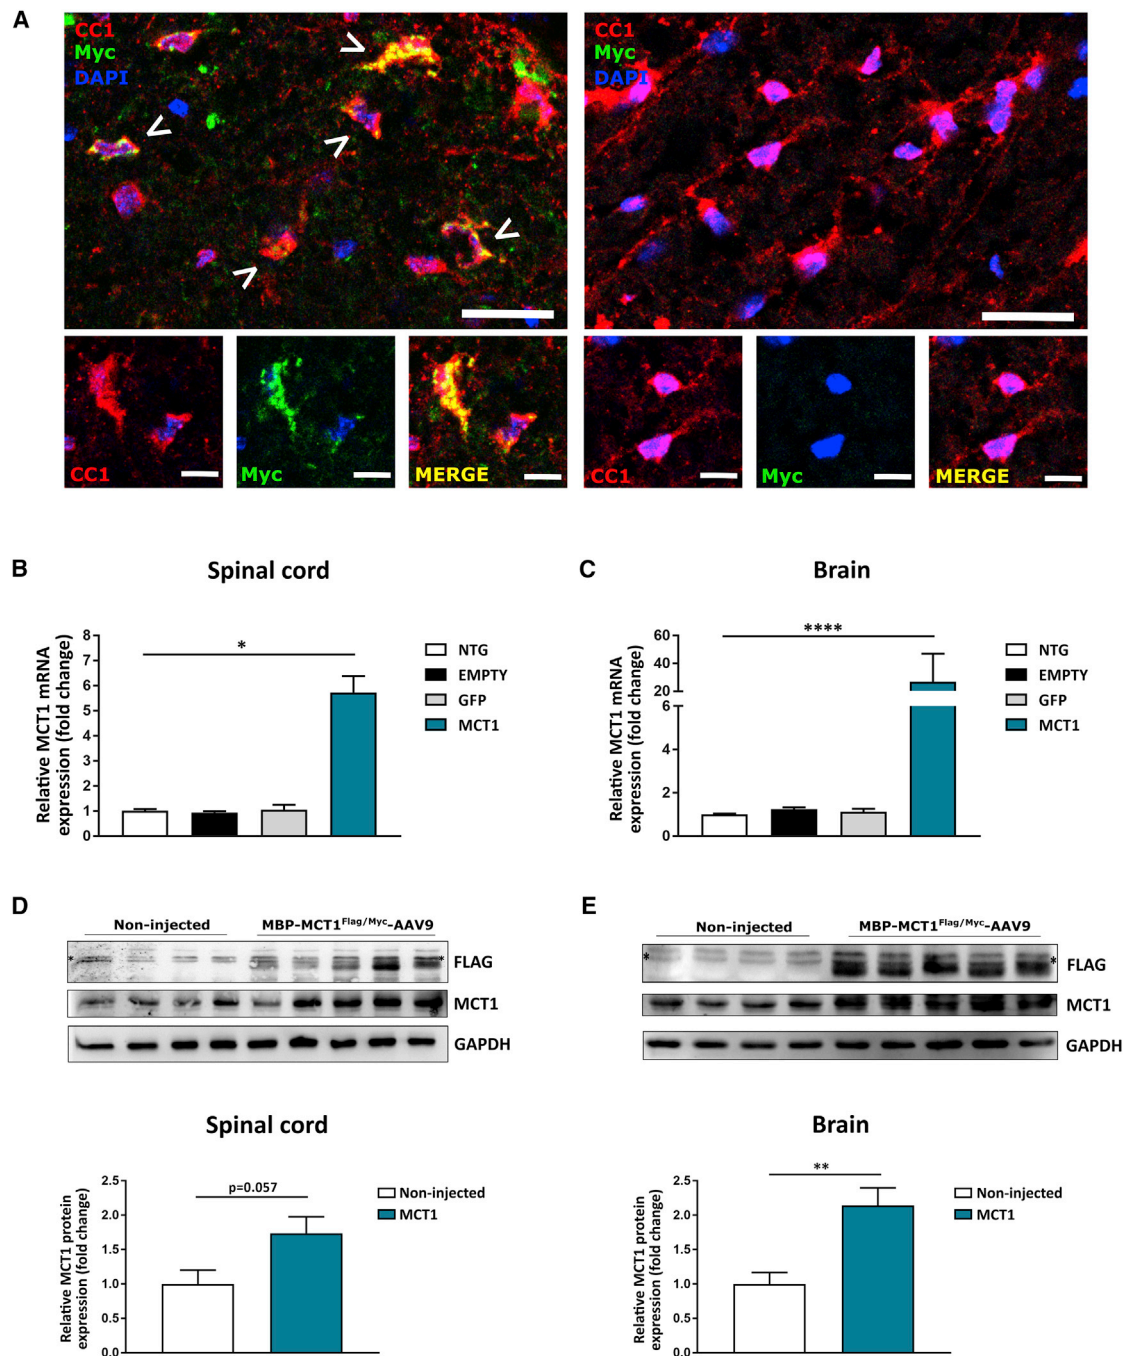 A
CC1
Myc
DAPI
CC1
Myc
DAPI
CC1
Myc
MERGE
CC1
Myc
MERGE
B
Spinal cord
Relative MCT1 mRNA
expression (fold change)
8
7
6
5
4
3
2
1
0
*
NTG
EMPTY
GFP
MCT1
C
Brain
Relative MCT1 mRNA
expression (fold change)
60
40
20
6
4
2
0
****
NTG
EMPTY
GFP
MCT1
D
Non-injected
MBP-MCT1Flag/Myc-AAV9
*
*
FLAG
MCT1
GAPDH
Spinal cord
Relative MCT1 protein
expression (fold change)
2.5
2.0
1.5
1.0
0.5
0.0
p=0.057
Non-injected
MCT1
E
Non-injected
MBP-MCT1Flag/Myc-AAV9
*
*
FLAG
MCT1
GAPDH
Brain
Relative MCT1 protein
expression (fold change)
2.5
2.0
1.5
1.0
0.5
0.0
**
Non-injected
MCT1